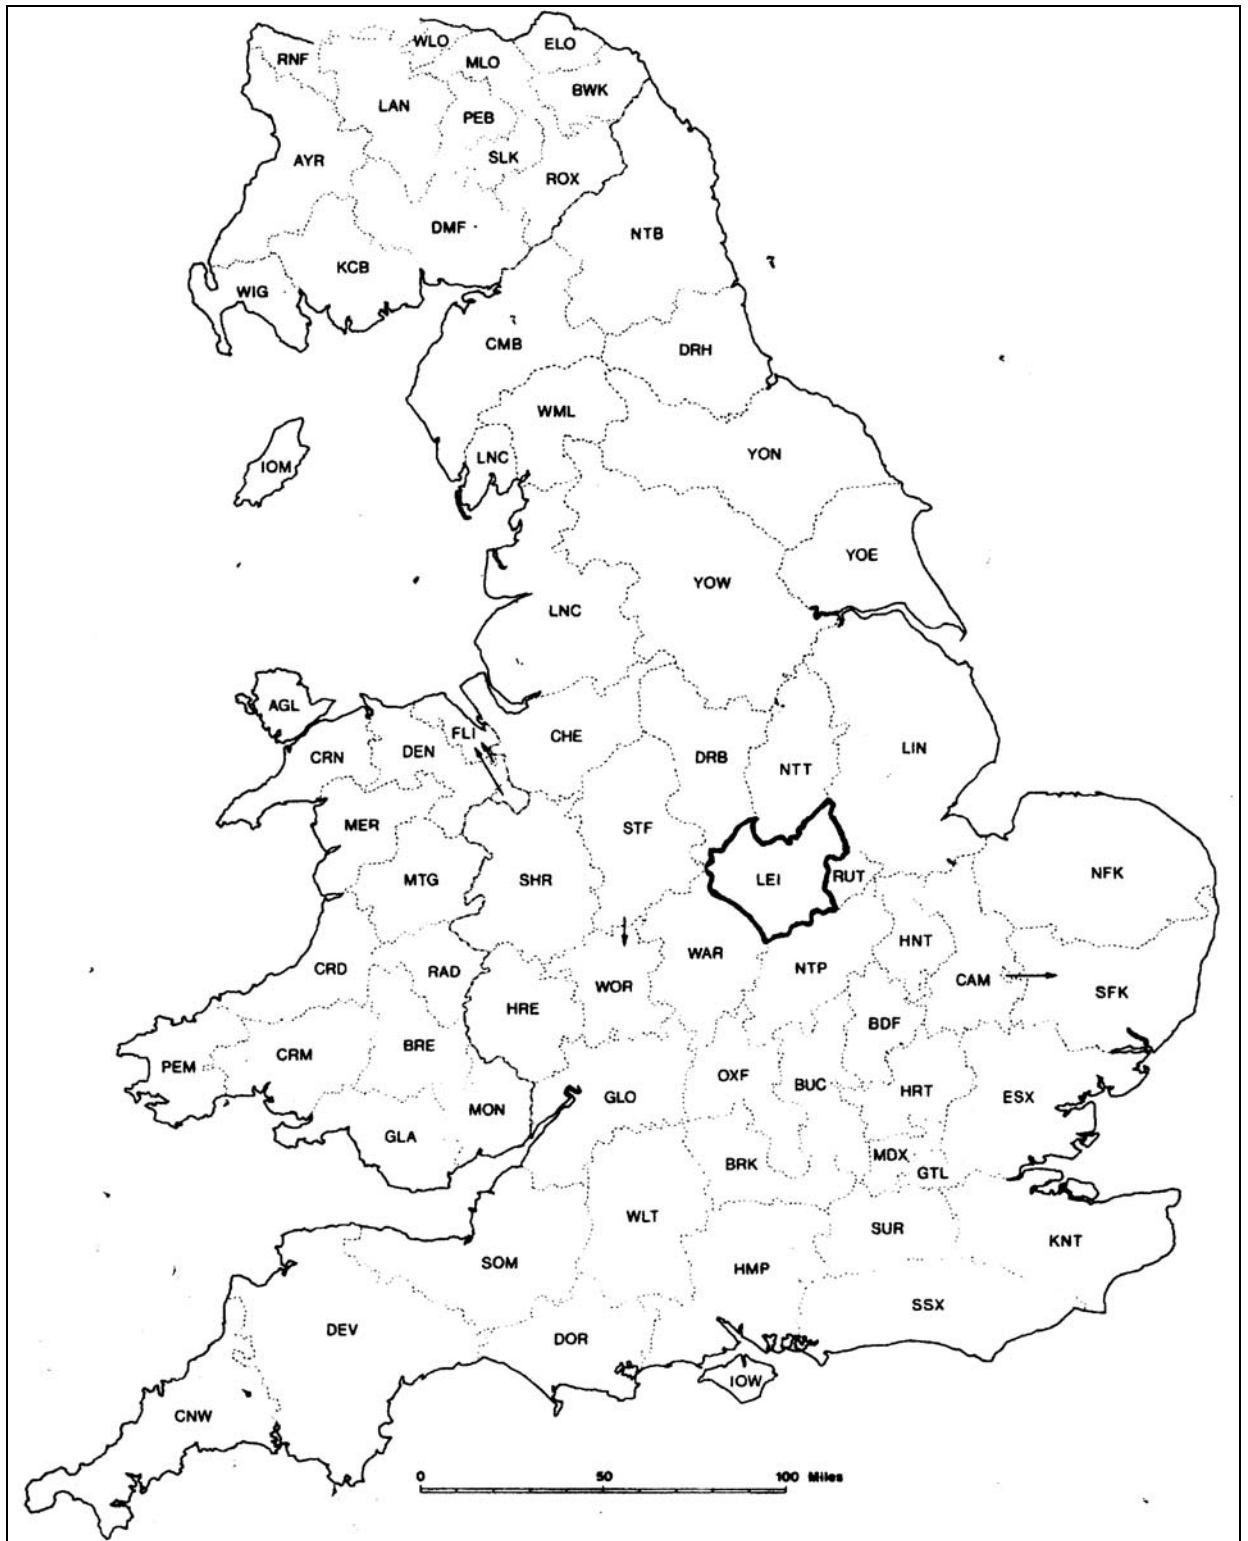 WLO
ELO
RNF
MLO
BWK
LAN
PEB
SLK
AYR
ROX
DMF
NTB
KCB
WIG
CMB
DRH
WML
YON
LNC
IOM
YOE
YOW
LNC
AGL
FLI
CHE
CRN
DEN
DRB
NTT
LIN
MER
STF
MTG
SHR
LEI
RUT
NFK
HNT
WAR
CRD
RAD
NTP
WOR
CAM
SFK
HRE
BDF
BRE
CRM
PEM
OXF
BUC
HRT
ESX
GLO
MON
GLA
MDX
BRK
GTL
WLT
SUR
KNT
SOM
HMP
SSX
DEV
DOR
IOW
CNW
0 50 100 Miles